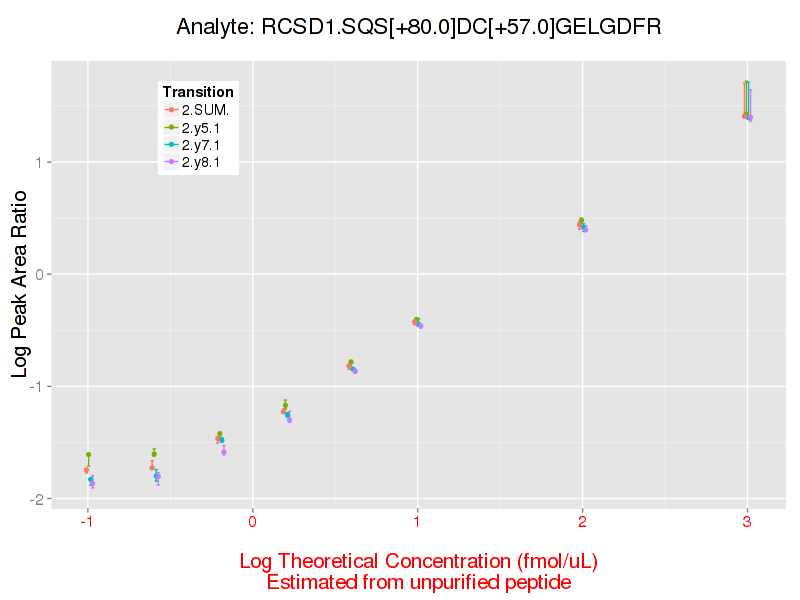 Analyte: RCSD1.SQS[+80.0]DC[+57.0]GELGDFR
Transition
2.SUM.
2.y5.1
2.y7.1
2.y8.1
Log Peak Area Ratio
1
0
-1
-2
-1
0
1
2
3
Log Theoretical Concentration (fmol/uL)
Estimated from unpurified peptide